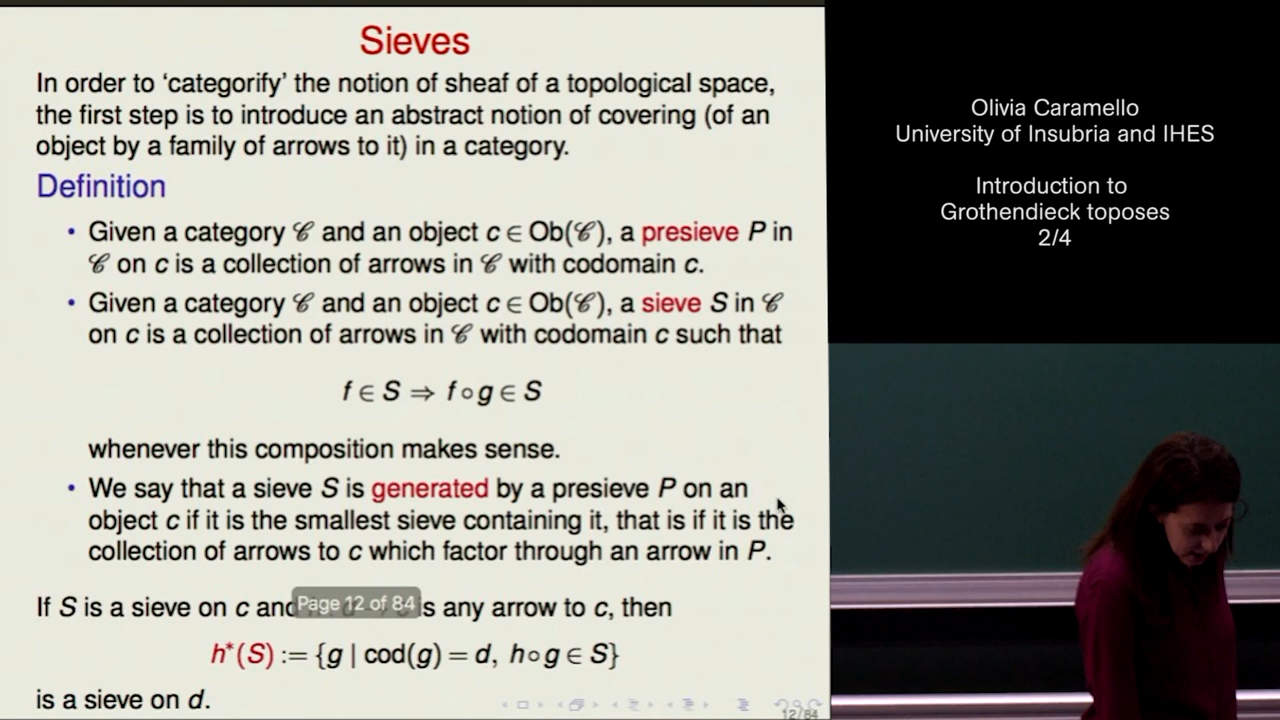 Sieves
In order to ‘categorify’ the notion of sheaf of a topological space,
the first step is to introduce an abstract notion of covering (of an
object by a family of arrows to it) in a category.
Definition
• Given a category 𝒞 and an object c ∈ Ob(𝒞), a presieve P in
𝒞 on c is a collection of arrows in 𝒞 with codomain c.
• Given a category 𝒞 and an object c ∈ Ob(𝒞), a sieve S in 𝒞
on c is a collection of arrows in 𝒞 with codomain c such that
f ∈ S ⇒ f ∘ g ∈ S
whenever this composition makes sense.
• We say that a sieve S is generated by a presieve P on an
object c if it is the smallest sieve containing it, that is if it is the
collection of arrows to c which factor through an arrow in P.
If S is a sieve on c and is any arrow to c, then
Page 12 of 84
h*(S) := {g | cod(g) = d, h ∘ g ∈ S}
is a sieve on d.
12/84
Olivia Caramello
University of Insubria and IHES
Introduction to
Grothendieck toposes
2/4